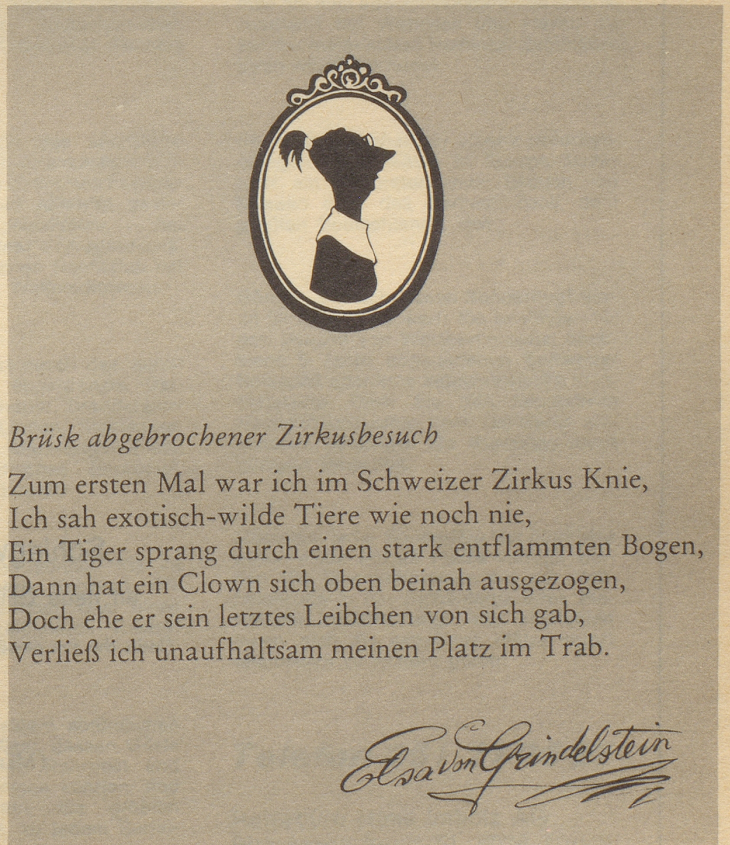 Brüsk abgebrochener Zirkusbesuch
Zum ersten Mal war ich im Schweizer Zirkus Knie,
Ich sah exotisch-wilde Tiere wie noch nie,
Ein Tiger sprang durch einen stark entflammten Bogen,
Dann hat ein Clown sich oben beinah ausgezogen,
Doch ehe er sein letztes Leibchen von sich gab,
Verließ ich unaufhaltsam meinen Platz im Trab.
Elsa von Grindelstein